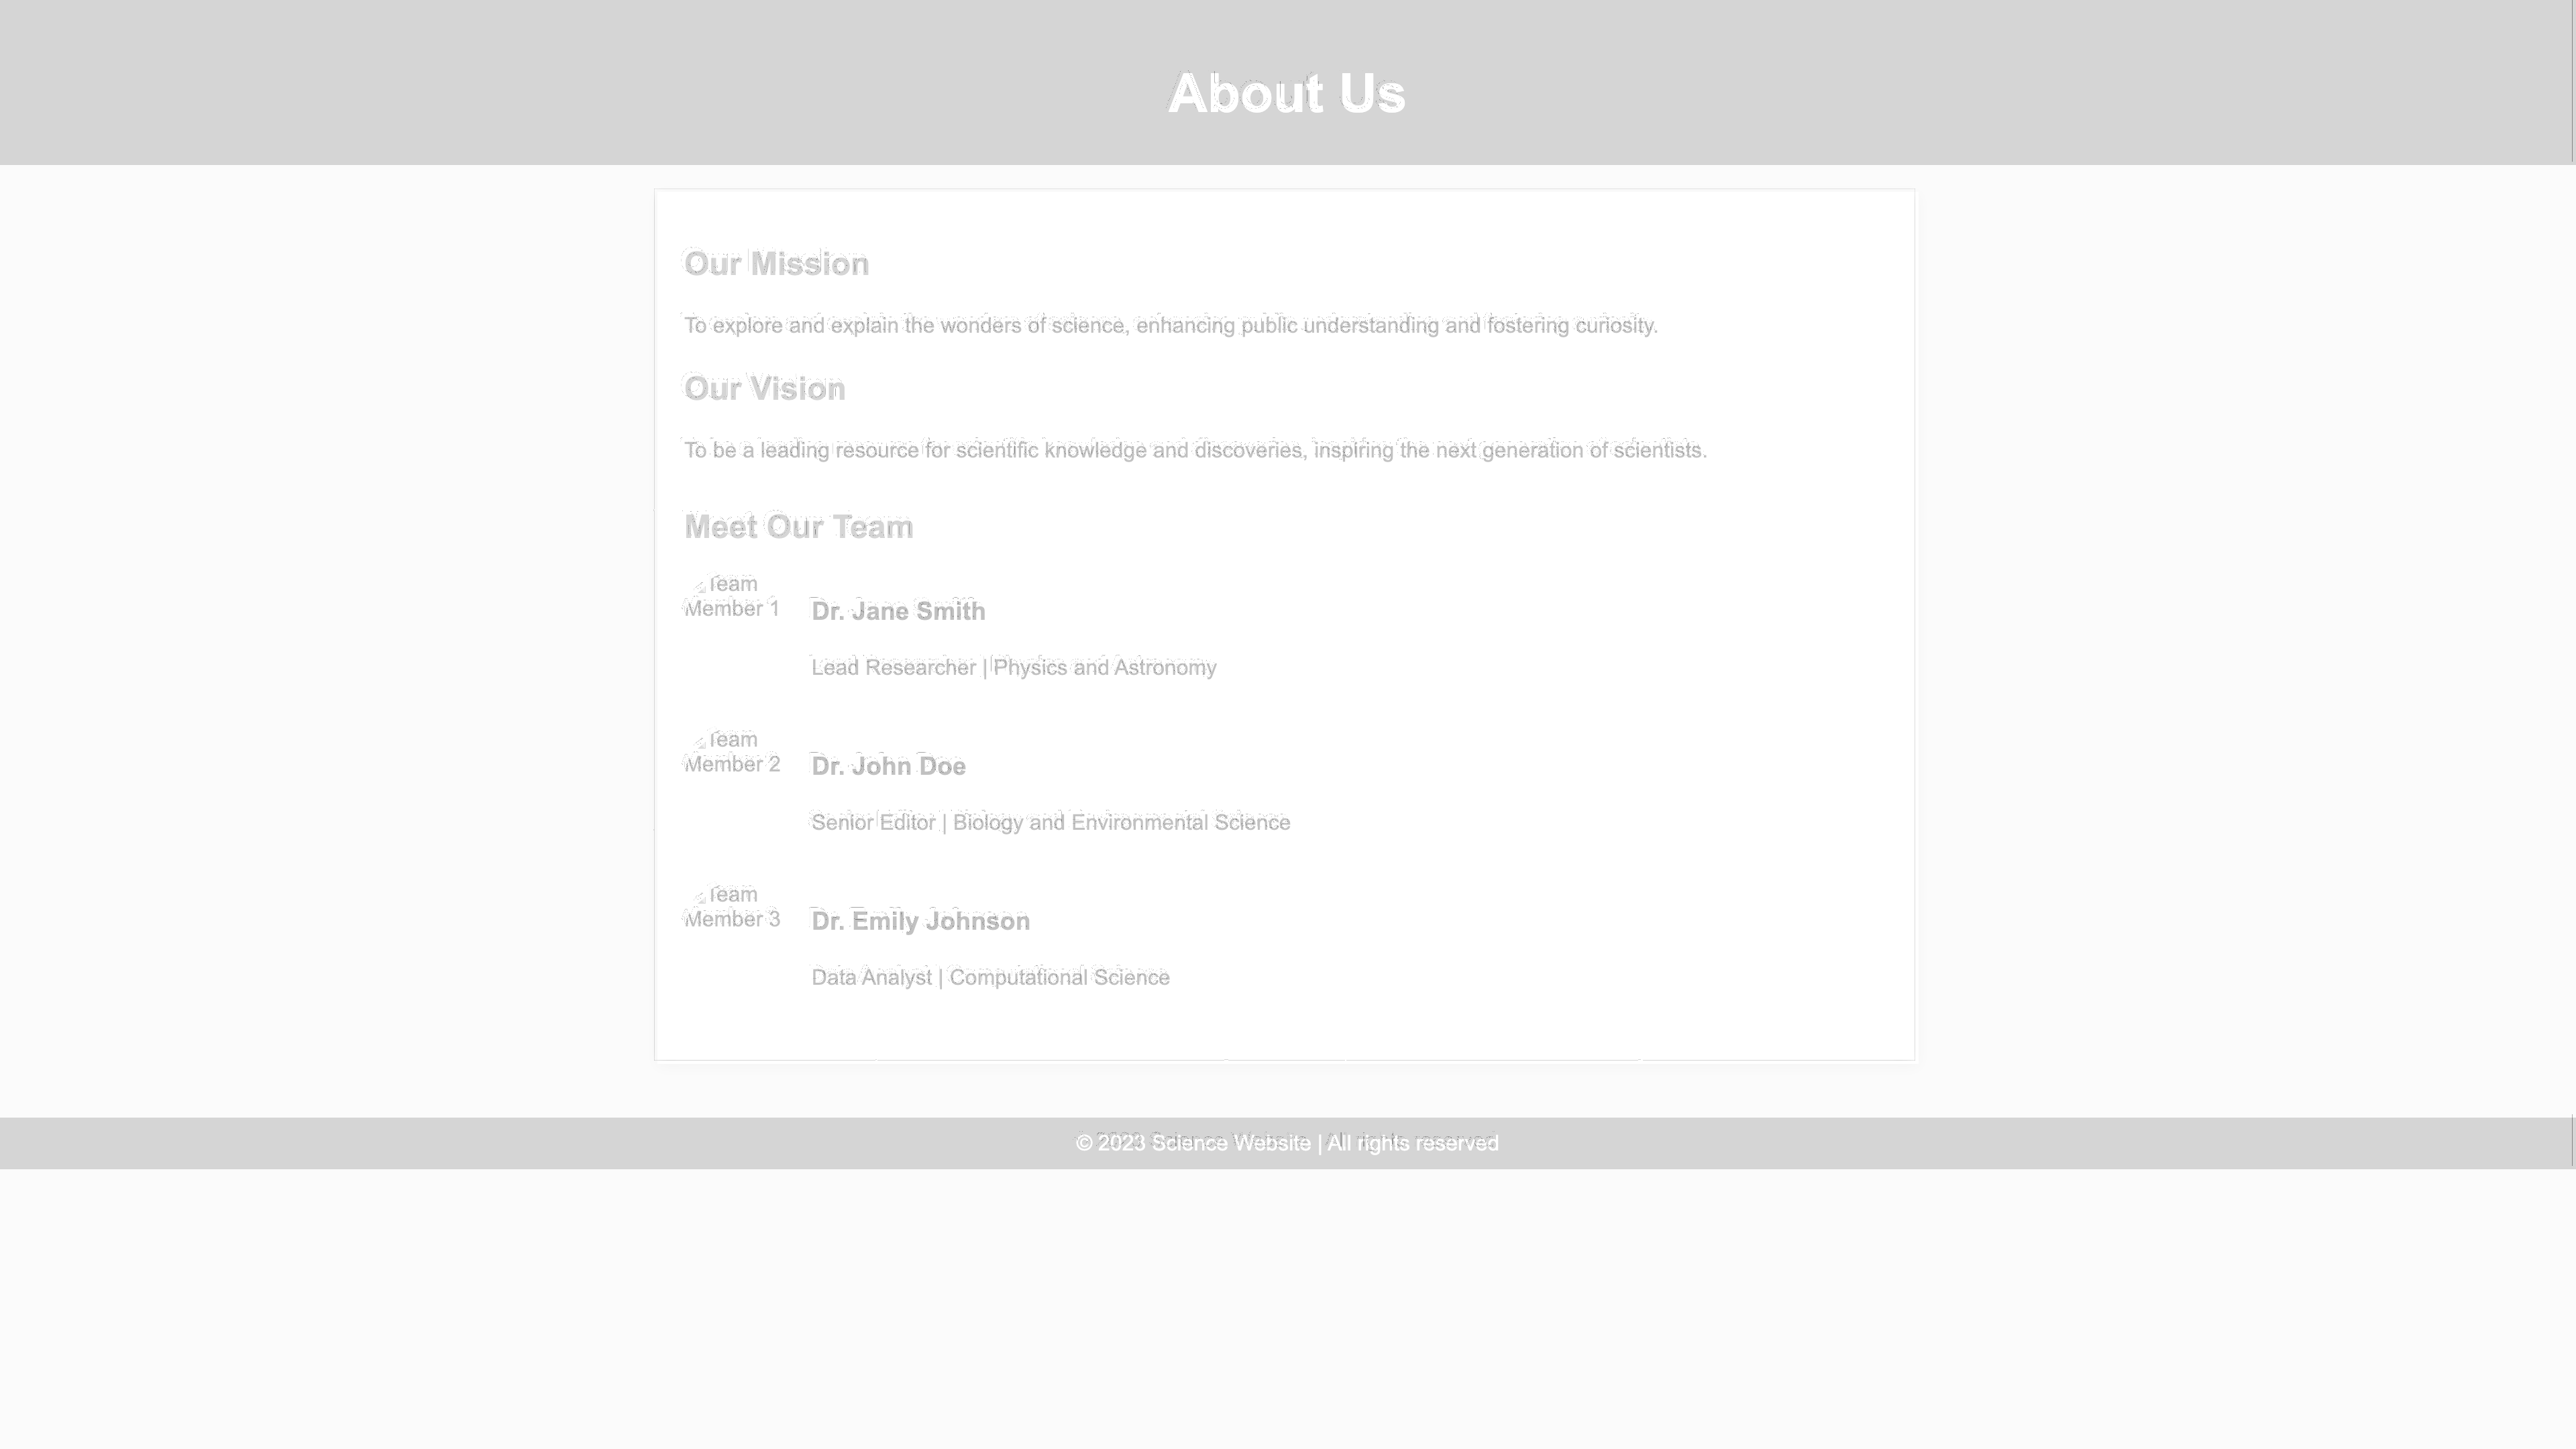 About Us
Our Mission
To explore and explain the wonders of science, enhancing public understanding and fostering curiosity.
Our Vision
To be a leading resource for scientific knowledge and discoveries, inspiring the next generation of scientists.
Meet Our Team
Team
Member 1
Dr. Jane Smith
Lead Researcher | Physics and Astronomy
Team
Member 2
Dr. John Doe
Senior Editor | Biology and Environmental Science
Team
Member 3
Dr. Emily Johnson
Data Analyst | Computational Science
© 2023 Science Website | All rights reserved